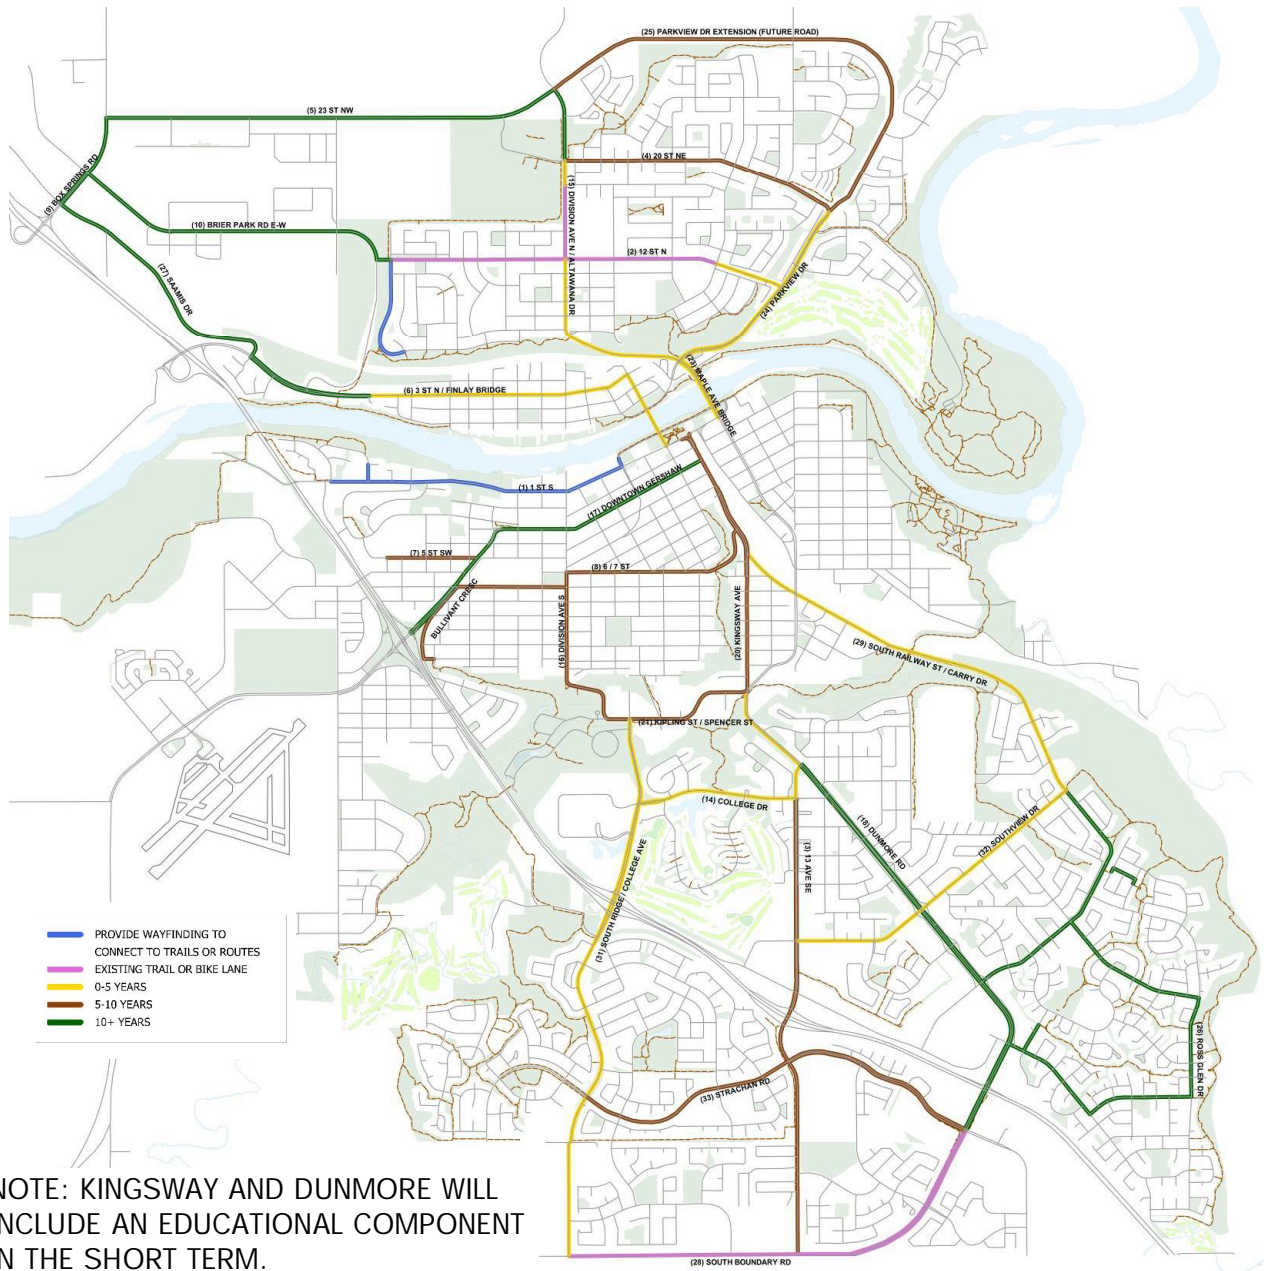 (25) PARKVIEW DR EXTENSION (FUTURE ROAD)
(5) 23 ST NW
(4) 20 ST NE
(9) BOX SPRINGS RD
(15) DIVISION AVE N / ALTAWANA DR
(10) BRIER PARK RD E-W
(2) 12 ST N
(27) SAAMIS DR
(24) PARKVIEW DR
(23) MAPLE AVE BRIDGE
(6) 3 ST N / FINLAY BRIDGE
(1) 1 ST S
(17) DOWNTOWN GERSHAW
(7) 5 ST SW
(8) 6 / 7 ST
BULLIVANT CRESC
(16) DIVISION AVE S
(20) KINGSWAY AVE
(29) SOUTH RAILWAY ST / CARRY DR
(21) KIPLING ST / SPENCER ST
(14) COLLEGE DR
(18) DUNMORE RD
(32) SOUTHVIEW DR
(3) 13 AVE SE
(31) SOUTH RIDGE / COLLEGE AVE
PROVIDE WAYFINDING TO
CONNECT TO TRAILS OR ROUTES
EXISTING TRAIL OR BIKE LANE
0-5 YEARS
5-10 YEARS
10+ YEARS
(26) ROSS GLEN DR
(33) STRACHAN RD
NOTE: KINGSWAY AND DUNMORE WILL
INCLUDE AN EDUCATIONAL COMPONENT
IN THE SHORT TERM.
(28) SOUTH BOUNDARY RD